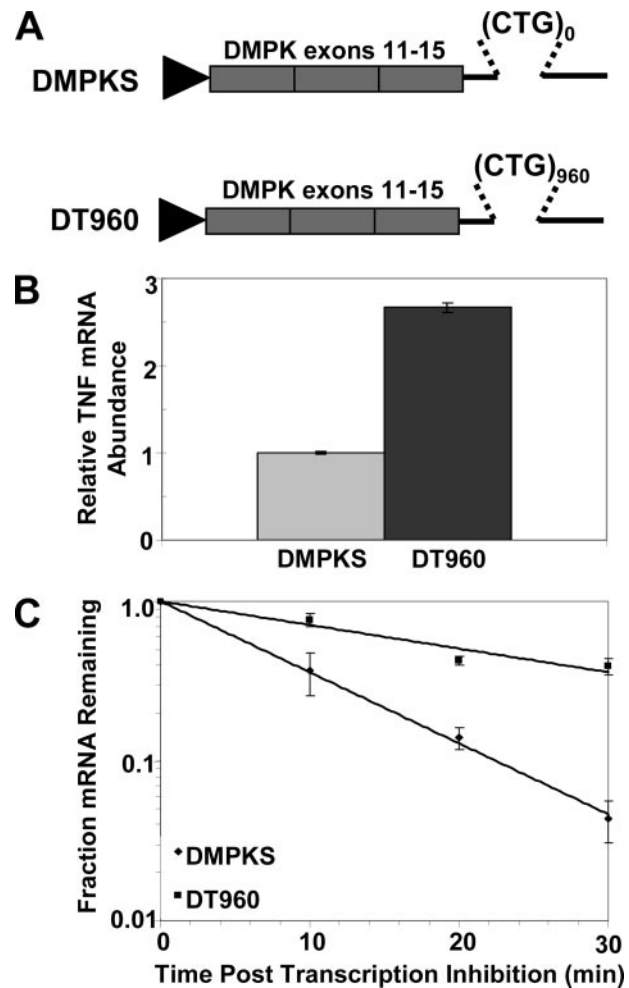 A
(CTG)0
DMPK exons 11-15
DMPKS
(CTG)960
DMPK exons 11-15
DT960
B
Relative TNF mRNA
Abundance
3
2
1
0
DMPKS
DT960
C
Fraction mRNA Remaining
1.0
0.1
0.01
DMPKS
DT960
0
10
20
30
Time Post Transcription Inhibition (min)